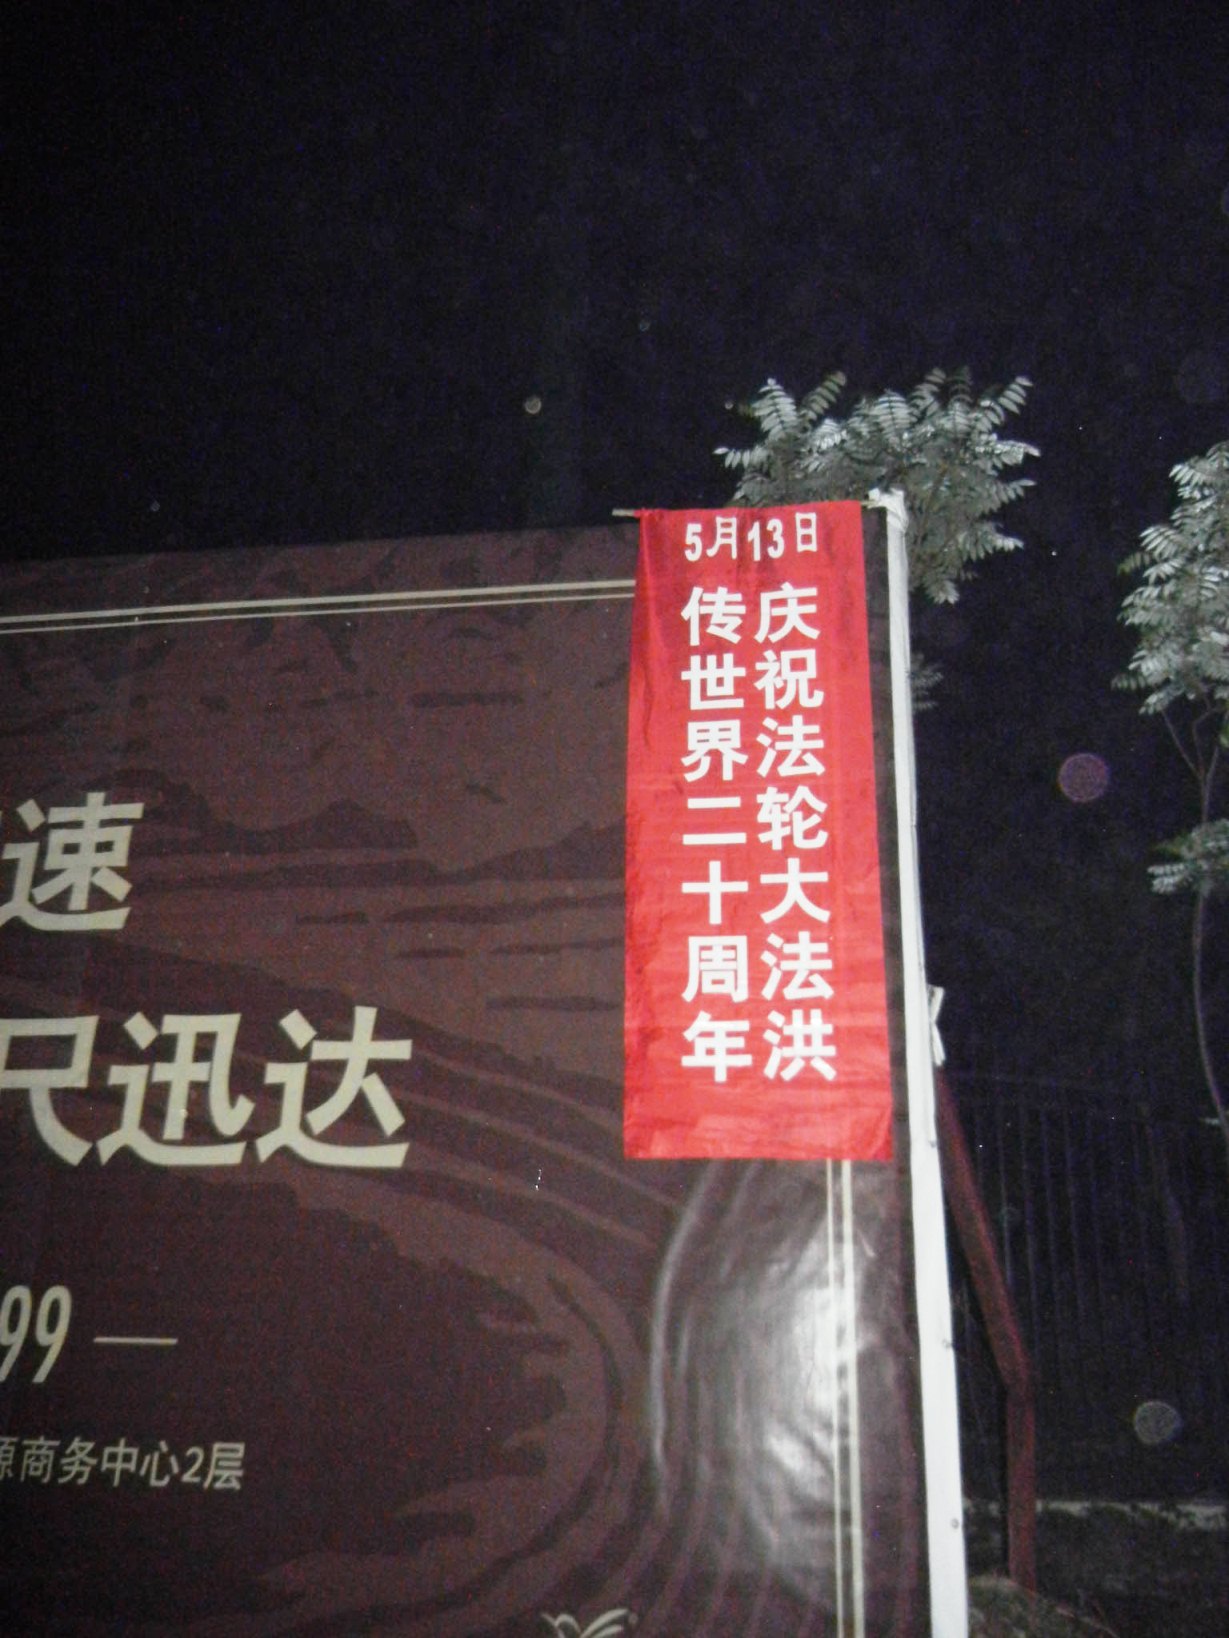 5月13日
庆祝法轮大法洪
传世界二十周年
速
尺迅达
99 —
源商务中心2层